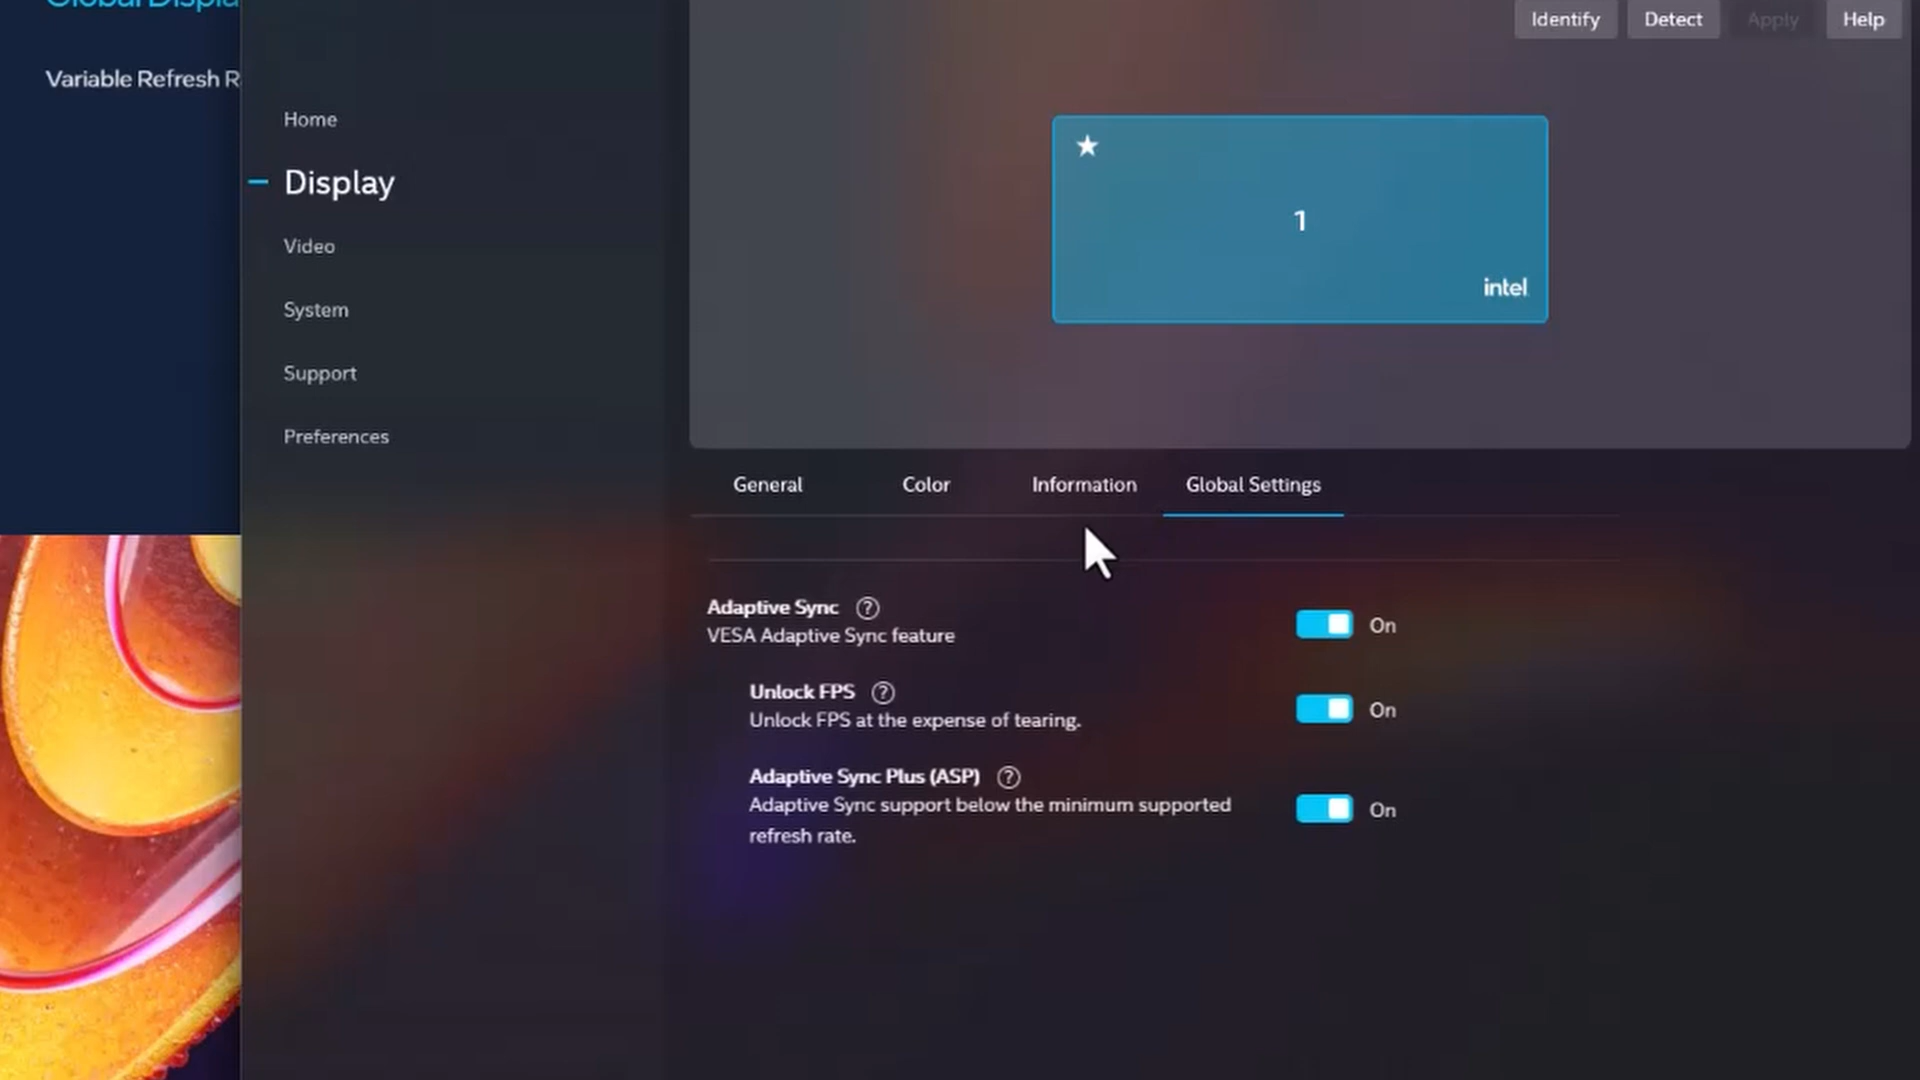 Variable Refresh R
Identify
Detect
Apply
Help
Home
Display
Video
System
Support
Preferences
1
intel
General
Color
Information
Global Settings
Adaptive Sync ?
VESA Adaptive Sync feature
On
Unlock FPS ?
Unlock FPS at the expense of tearing.
On
Adaptive Sync Plus (ASP) ?
Adaptive Sync support below the minimum supported
refresh rate.
On